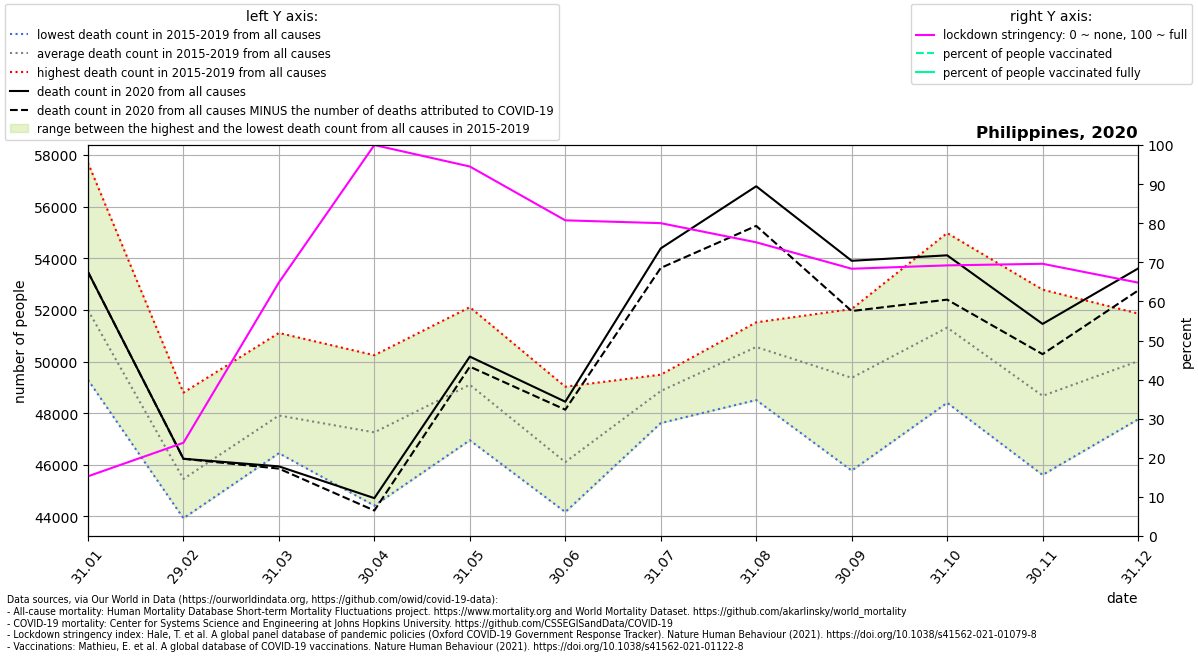 left Y axis:
lowest death count in 2015-2019 from all causes
average death count in 2015-2019 from all causes
highest death count in 2015-2019 from all causes
death count in 2020 from all causes
death count in 2020 from all causes MINUS the number of deaths attributed to COVID-19
range between the highest and the lowest death count from all causes in 2015-2019
right Y axis:
lockdown stringency: 0 ~ none, 100 ~ full
percent of people vaccinated
percent of people vaccinated fully
Philippines, 2020
number of people
58000
56000
54000
52000
50000
48000
46000
44000
100
90
80
70
60
50
40
30
20
10
0
percent
31.01
29.02
31.03
30.04
31.05
30.06
31.07
31.08
30.09
31.10
30.11
31.12
date
Data sources, via Our World in Data (https://ourworldindata.org, https://github.com/owid/covid-19-data):
- All-cause mortality: Human Mortality Database Short-term Mortality Fluctuations project. https://www.mortality.org and World Mortality Dataset. https://github.com/akarlinsky/world_mortality
- COVID-19 mortality: Center for Systems Science and Engineering at Johns Hopkins University. https://github.com/CSSEGISandData/COVID-19
- Lockdown stringency index: Hale, T. et al. A global panel database of pandemic policies (Oxford COVID-19 Government Response Tracker). Nature Human Behaviour (2021). https://doi.org/10.1038/s41562-021-01079-8
- Vaccinations: Mathieu, E. et al. A global database of COVID-19 vaccinations. Nature Human Behaviour (2021). https://doi.org/10.1038/s41562-021-01122-8